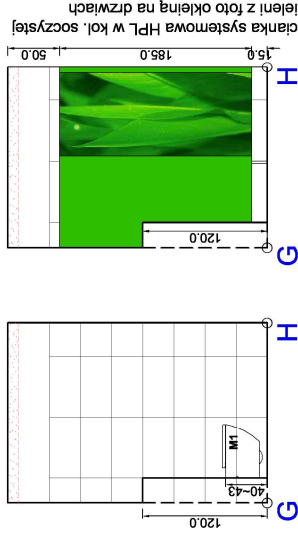 cianka systemowa HPL w kol. soczystej
ieleni z foto okleiną na drzwiach
50.0
185.0
15.0
H
120.0
G
H
M1
40~43
G
120.0